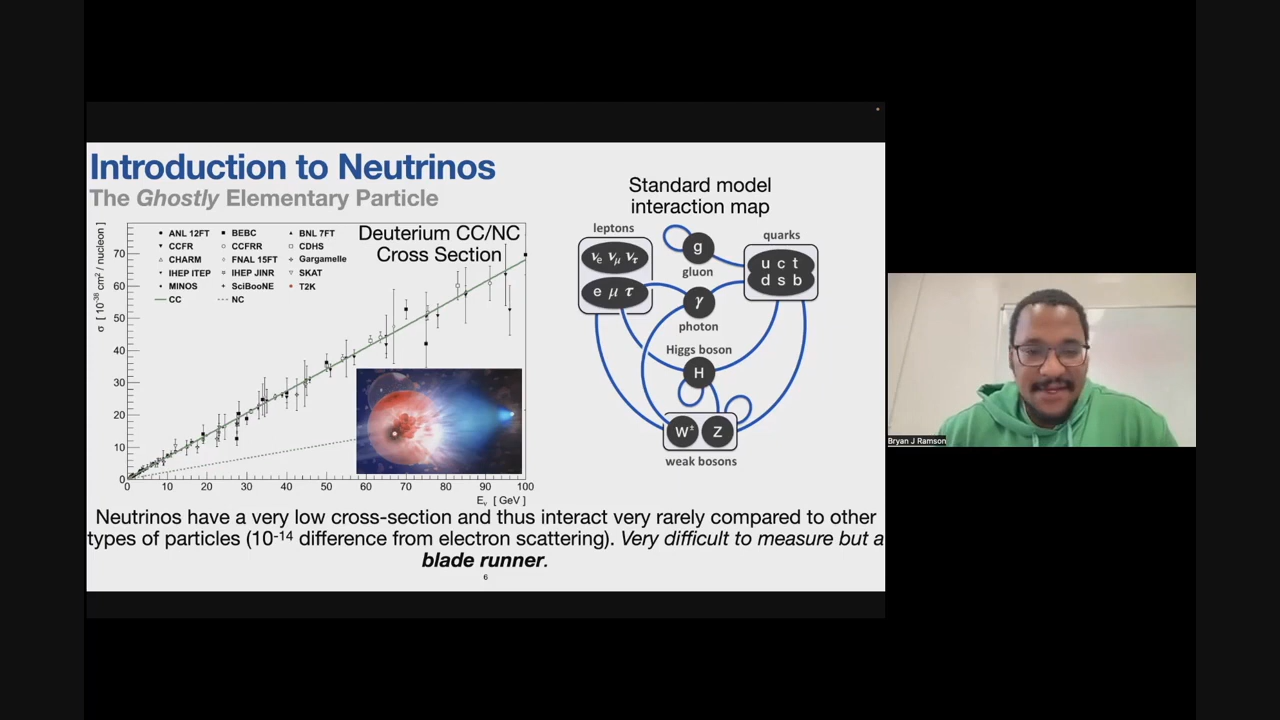 Introduction to Neutrinos
The Ghostly Elementary Particle
Deuterium CC/NC
Cross Section
ANL 12FT
BEBC
BNL 7FT
CCFR
CCFRR
CDHS
CHARM
FNAL 15FT
Gargamelle
IHEP ITEP
IHEP JINR
SKAT
MINOS
SciBooNE
T2K
CC
NC
σ [ 10⁻³⁸ cm² / nucleon ]
70
60
50
40
30
20
10
0
0 10 20 30 40 50 60 70 80 90 100
Eᵥ [ GeV ]
Standard model
interaction map
leptons
νe νμ ντ
e μ τ
g
gluon
quarks
u c t
d s b
γ
photon
Higgs boson
H
W± Z
weak bosons
Neutrinos have a very low cross-section and thus interact very rarely compared to other
types of particles (10⁻¹⁴ difference from electron scattering). Very difficult to measure but a
blade runner.
6
Bryan J Ramson